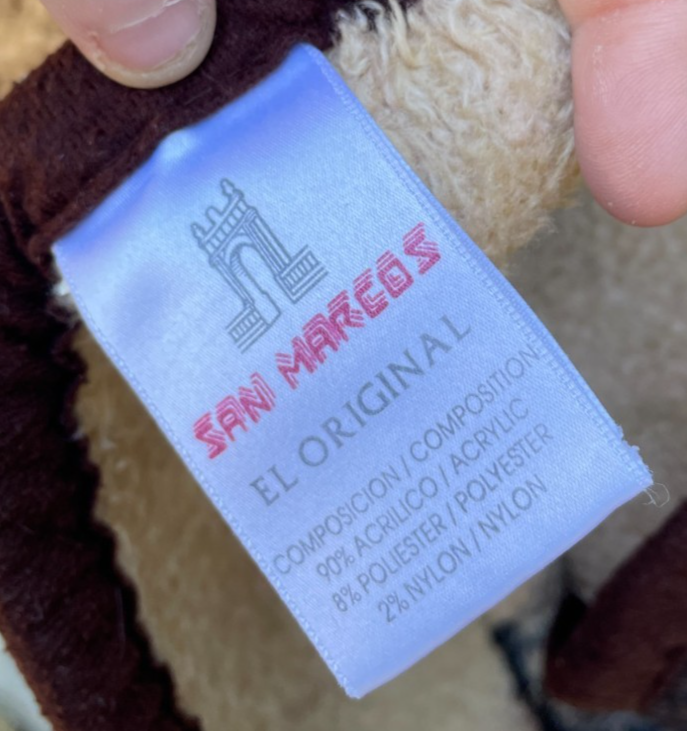 SAN MARCOS
EL ORIGINAL
COMPOSICION / COMPOSITION
90% ACRILICO / ACRYLIC
8% POLIESTER / POLYESTER
2% NYLON / NYLON